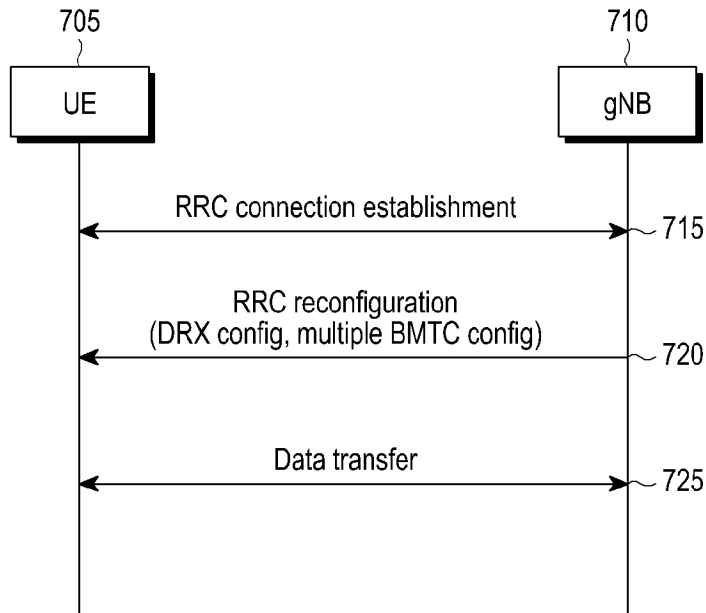 705
710
UE
gNB
RRC connection establishment
715
RRC reconfiguration
(DRX config, multiple BMTC config)
720
Data transfer
725